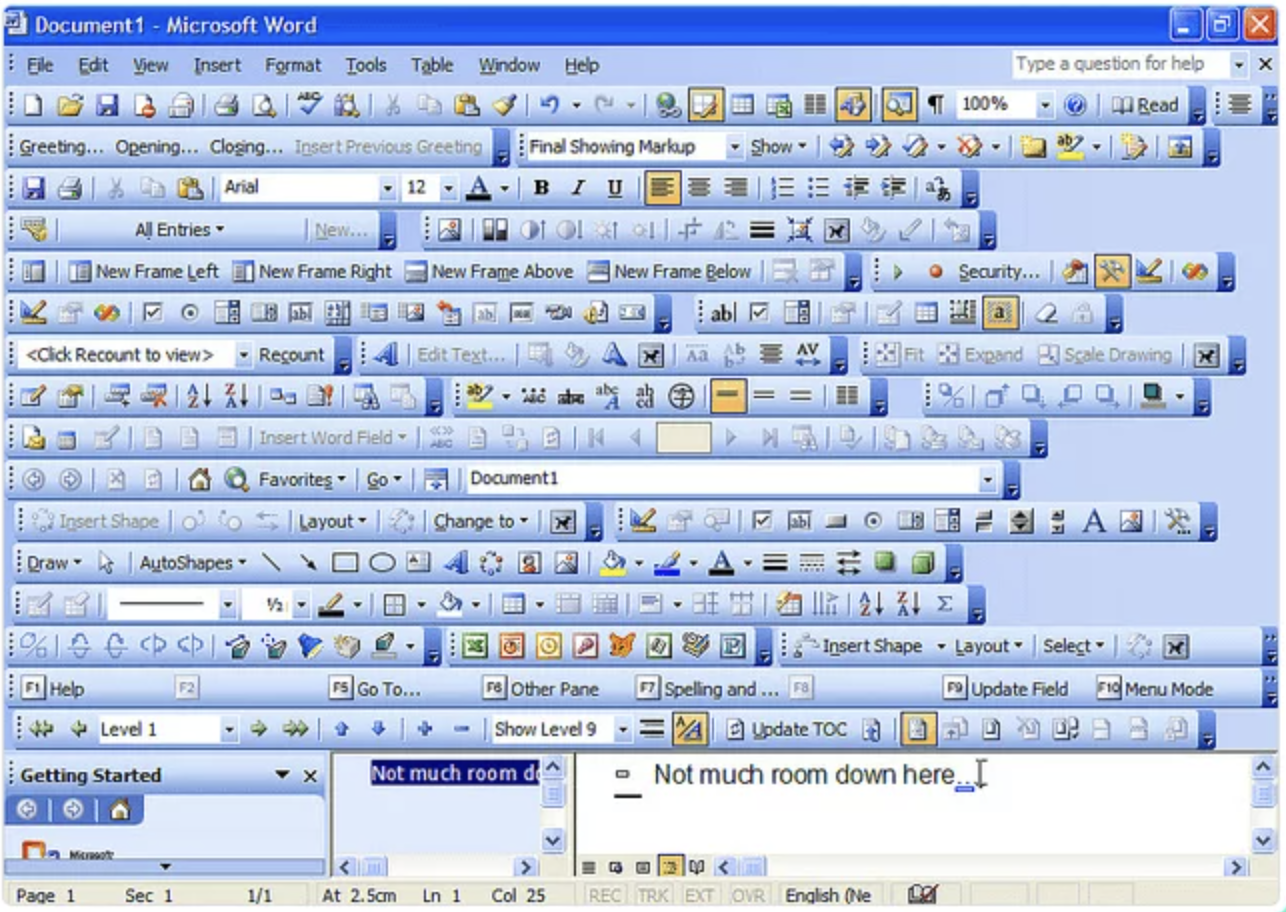 Document1 - Microsoft Word
File Edit View Insert Format Tools Table Window Help Type a question for help
100% Read
Greeting... Opening... Closing... Insert Previous Greeting Final Showing Markup Show
Arial 12 A B I U
All Entries New...
New Frame Left New Frame Right New Frame Above New Frame Below Security...
ab|
<Click Recount to view> Recount Edit Text... Aa AV Fit Expand Scale Drawing
Insert Word Field
Favorites Go Document1
Insert Shape Layout Change to A
Draw AutoShapes A
½
Insert Shape Layout Select
F1 Help F2 F5 Go To... F6 Other Pane F7 Spelling and ... F8 F9 Update Field F10 Menu Mode
Level 1 Show Level 9 Update TOC
Getting Started Not much room do Not much room down here...
Microsoft
Page 1 Sec 1 1/1 At 2.5cm Ln 1 Col 25 REC TRK EXT OVR English (Ne